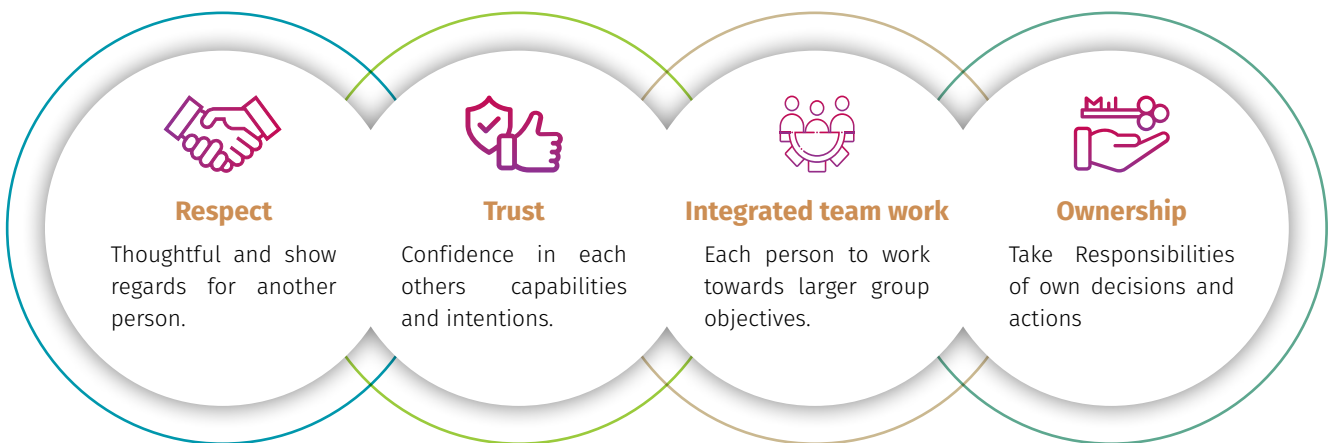 Respect
Thoughtful and show
regards for another
person.
Trust
Confidence in each
others capabilities
and intentions.
Integrated team work
Each person to work
towards larger group
objectives.
Ownership
Take Responsibilities
of own decisions and
actions